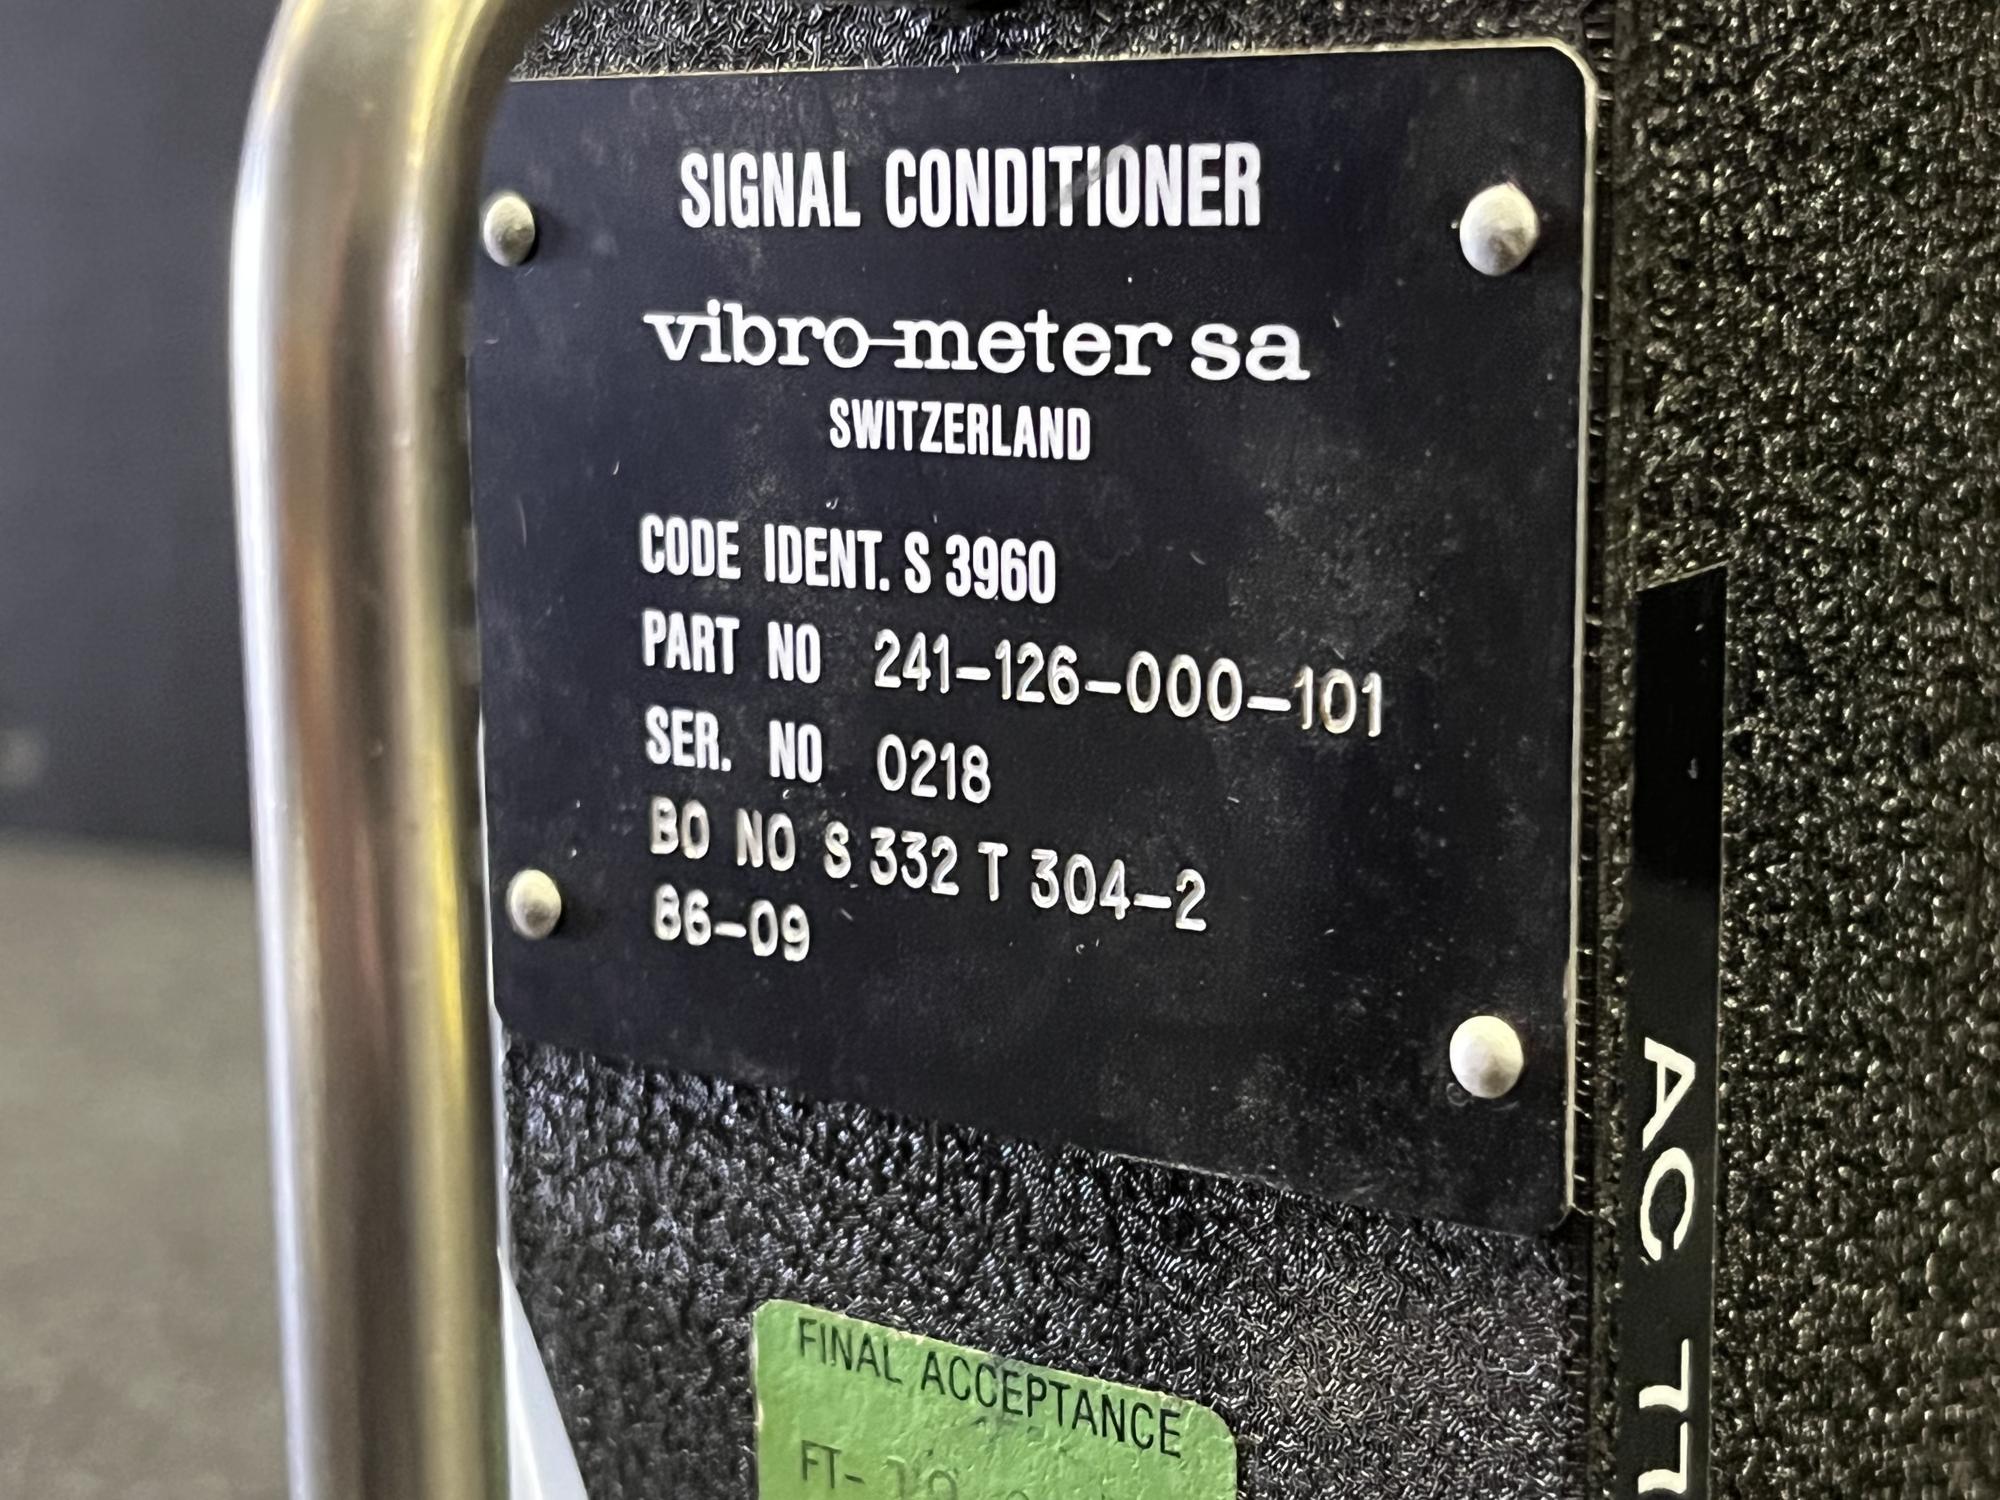 SIGNAL CONDITIONER
vibro-meter sa
SWITZERLAND
CODE IDENT. S 3960
PART NO 241-126-000-101
SER. NO 0218
BO NO S 332 T 304-2
86-09
FINAL ACCEPTANCE
FT-
AC